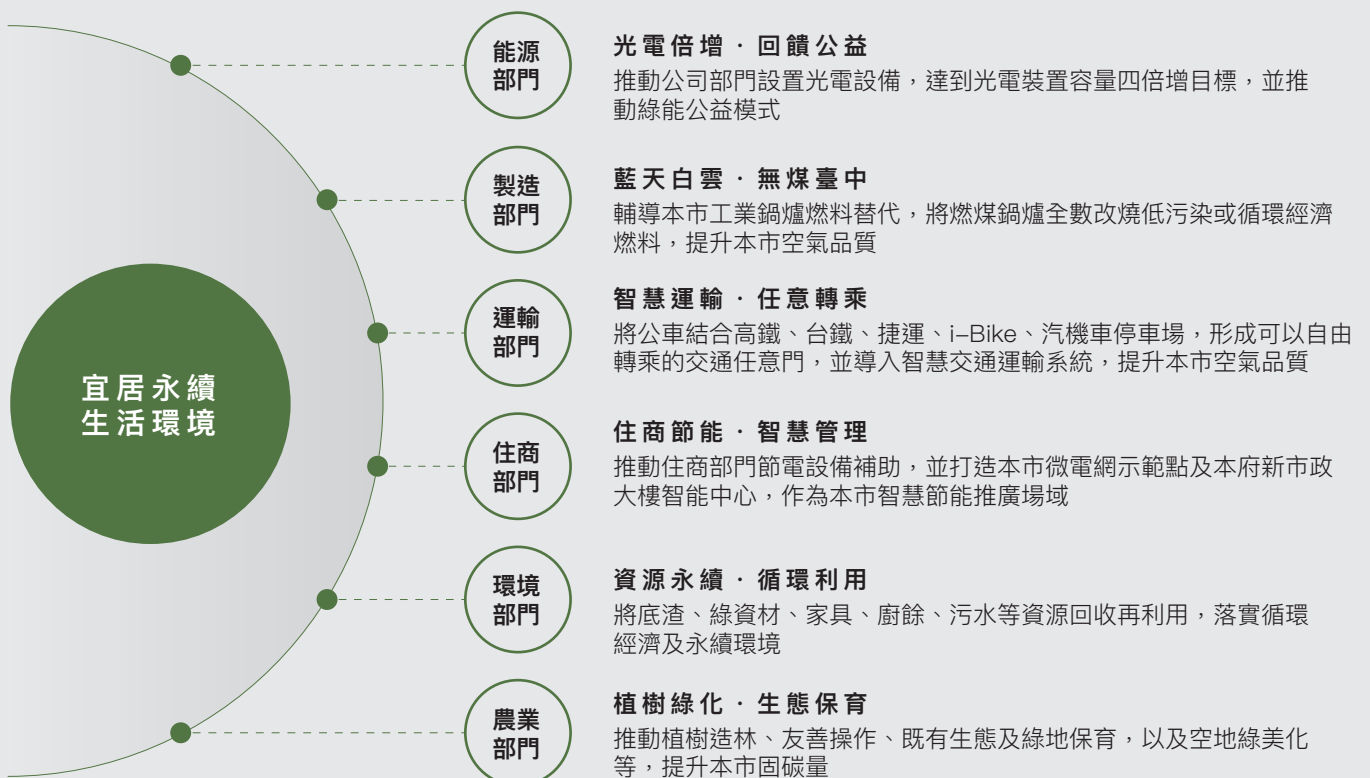 宜居永續
生活環境
能源
部門
光電倍增．回饋公益
推動公司部門設置光電設備，達到光電裝置容量四倍增目標，並推
動綠能公益模式
製造
部門
藍天白雲．無煤臺中
輔導本市工業鍋爐燃料替代，將燃煤鍋爐全數改燒低污染或循環經濟
燃料，提升本市空氣品質
運輸
部門
智慧運輸．任意轉乘
將公車結合高鐵、台鐵、捷運、i–Bike、汽機車停車場，形成可以自由
轉乘的交通任意門，並導入智慧交通運輸系統，提升本市空氣品質
住商
部門
住商節能．智慧管理
推動住商部門節電設備補助，並打造本市微電網示範點及本府新市政
大樓智能中心，作為本市智慧節能推廣場域
環境
部門
資源永續．循環利用
將底渣、綠資材、家具、廚餘、污水等資源回收再利用，落實循環
經濟及永續環境
農業
部門
植樹綠化．生態保育
推動植樹造林、友善操作、既有生態及綠地保育，以及空地綠美化
等，提升本市固碳量